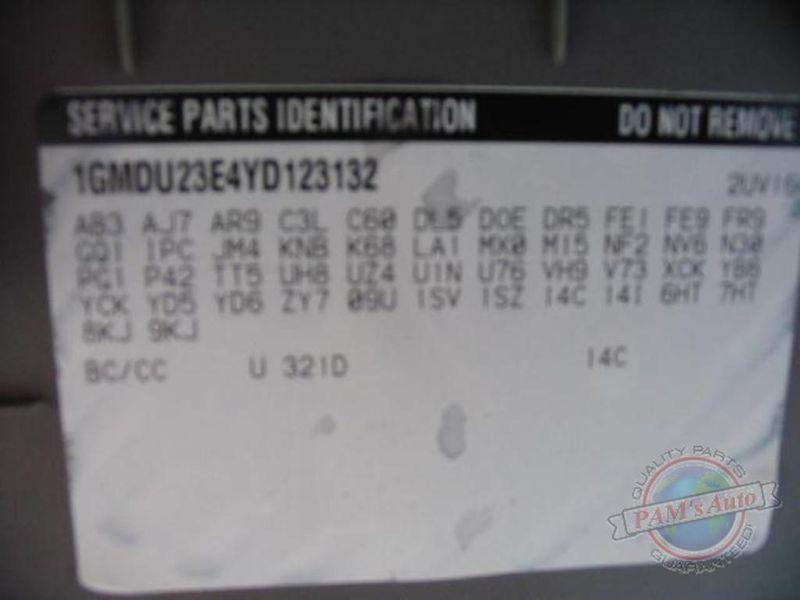 SERVICE PARTS IDENTIFICATION DO NOT REMOVE
1GMDU23E4YD123132 2UV16
AB3 AJ7 AR9 C3L C60 DL5 DOE DR5 FE1 FE9 FR9
GQ1 1PC JM4 KN8 K68 LA1 MX0 M15 NF2 NV6 N30
PC1 P42 TT5 UH8 UZ4 U1N U76 VH9 V73 XCK YB6
YCK YD5 YD6 ZY7 09U 1SV 1SZ 14C 14I 6HT 7HT
8KJ 9KJ
BC/CC U 321D 14C
QUALITY PARTS
PAM's Auto
GUARANTEED!